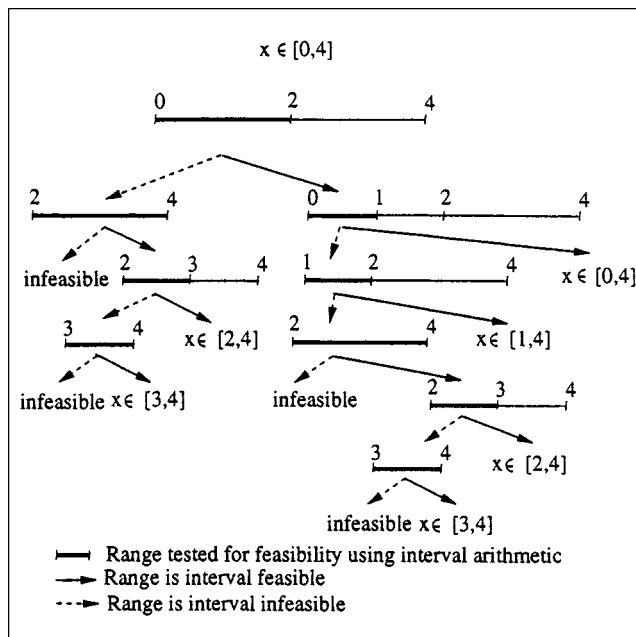 x ∈ [0,4]
0 2 4
2 4 0 1 2 4
infeasible 2 3 4 1 2 4 x∈ [0,4]
3 4 x∈ [2,4] 2 4 x∈ [1,4]
infeasible x∈ [3,4] infeasible 2 3 4
3 4 x∈ [2,4]
infeasible x∈ [3,4]
Range tested for feasibility using interval arithmetic
Range is interval feasible
Range is interval infeasible